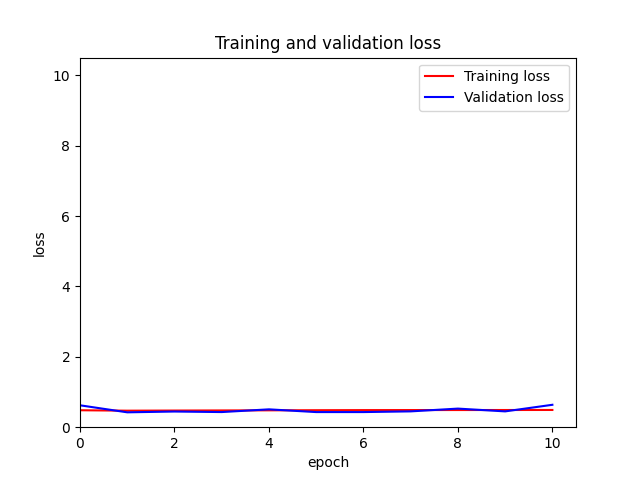 Training and validation loss
Training loss
Validation loss
10
8
6
4
2
0
loss
0 2 4 6 8 10
epoch